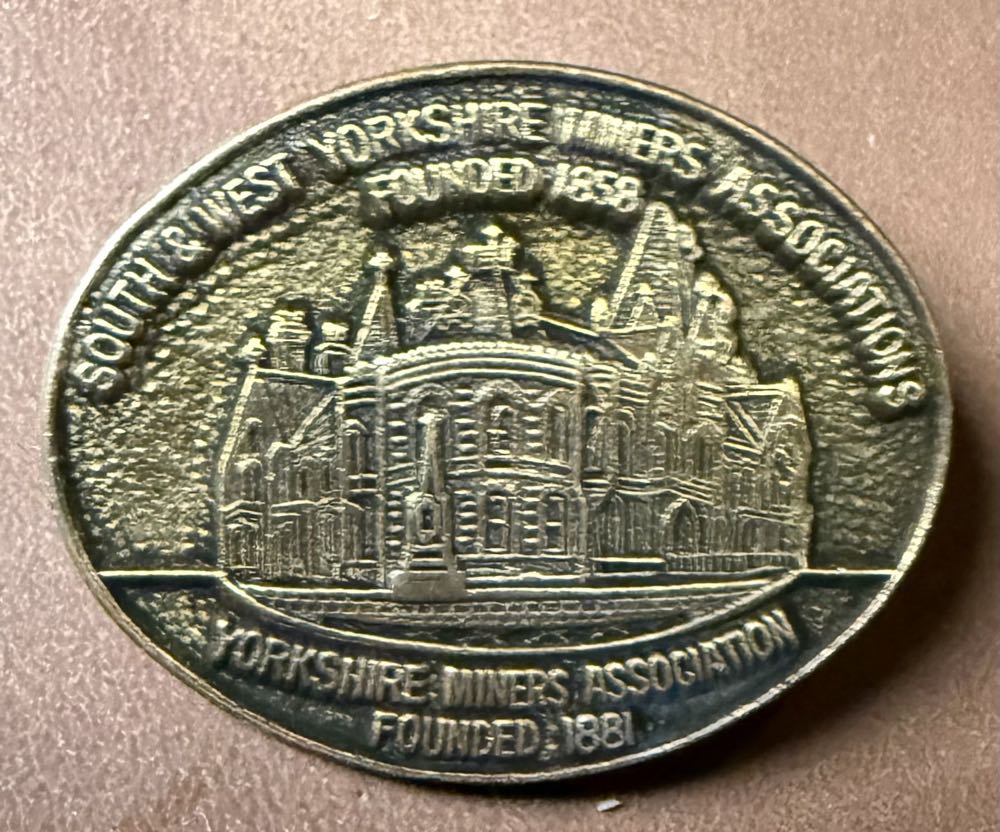 SOUTH & WEST YORKSHIRE MINERS ASSOCIATIONS
FOUNDED 1858
YORKSHIRE MINERS ASSOCIATION
FOUNDED 1881